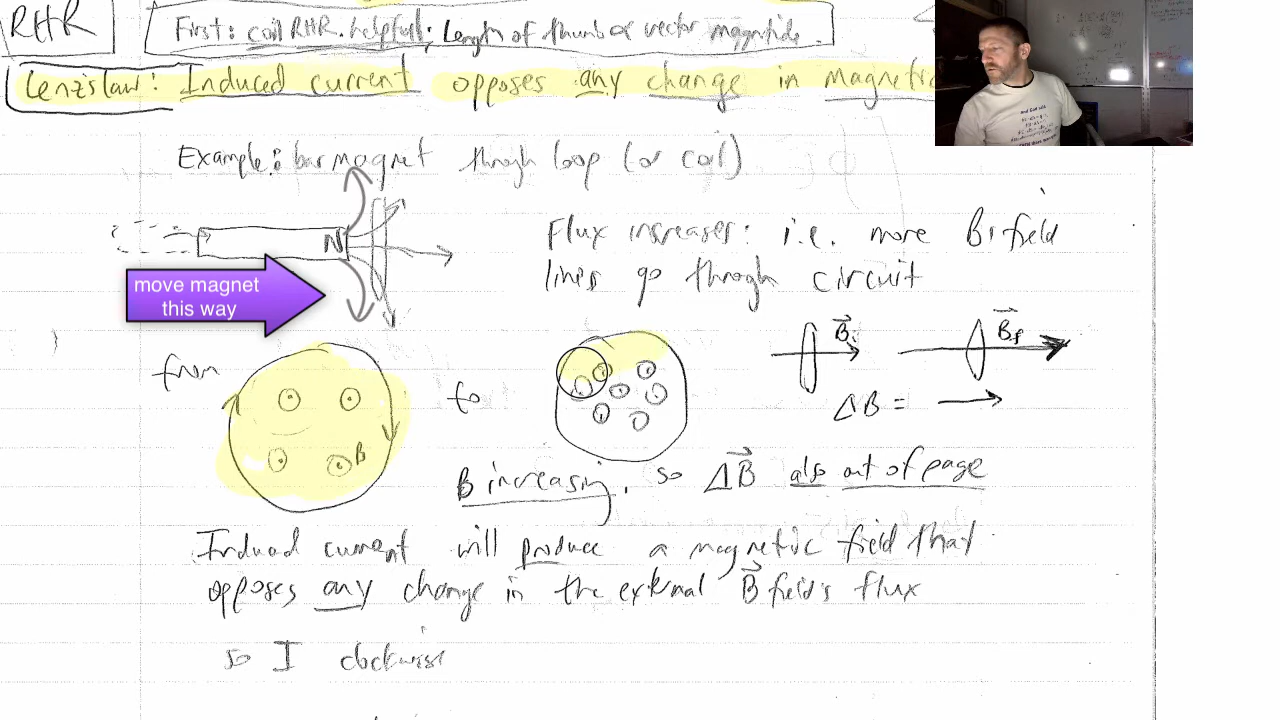 RHR
First: coil RHR. helpful; Length of thumb ∝ vector magnitude.
Lenz's law: Induced current opposes any change in magnetic
Example: bar magnet through loop (or coil)
N
Flux increases: i.e. more B-field
lines go through circuit
move magnet
this way
B⃗i
B⃗f
from
to
ΔB =
B
B increasing, so ΔB⃗ also out of page
Induced current will produce a magnetic field that
opposes any change in the external B⃗ field's flux
so I clockwise